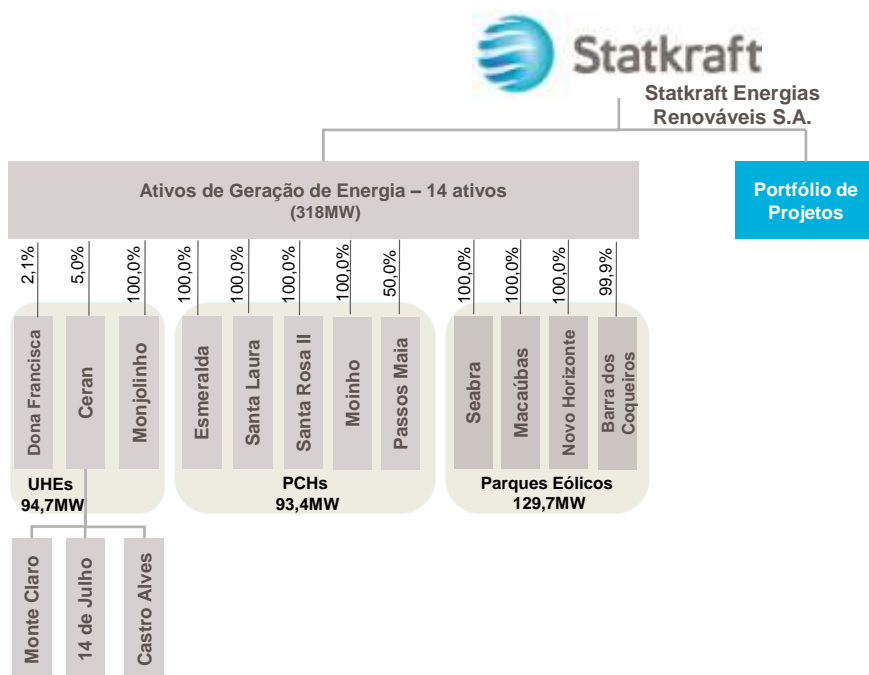 Statkraft
Statkraft Energias
Renováveis S.A.
Ativos de Geração de Energia – 14 ativos
(318MW)
Portfólio de
Projetos
2,1%
5,0%
100,0%
100,0%
100,0%
100,0%
100,0%
50,0%
100,0%
100,0%
100,0%
99,9%
Dona Francisca
Ceran
Monjolinho
Esmeralda
Santa Laura
Santa Rosa II
Moinho
Passos Maia
Seabra
Macaúbas
Novo Horizonte
Barra dos
Coqueiros
UHEs
94,7MW
PCHs
93,4MW
Parques Eólicos
129,7MW
Monte Claro
14 de Julho
Castro Alves